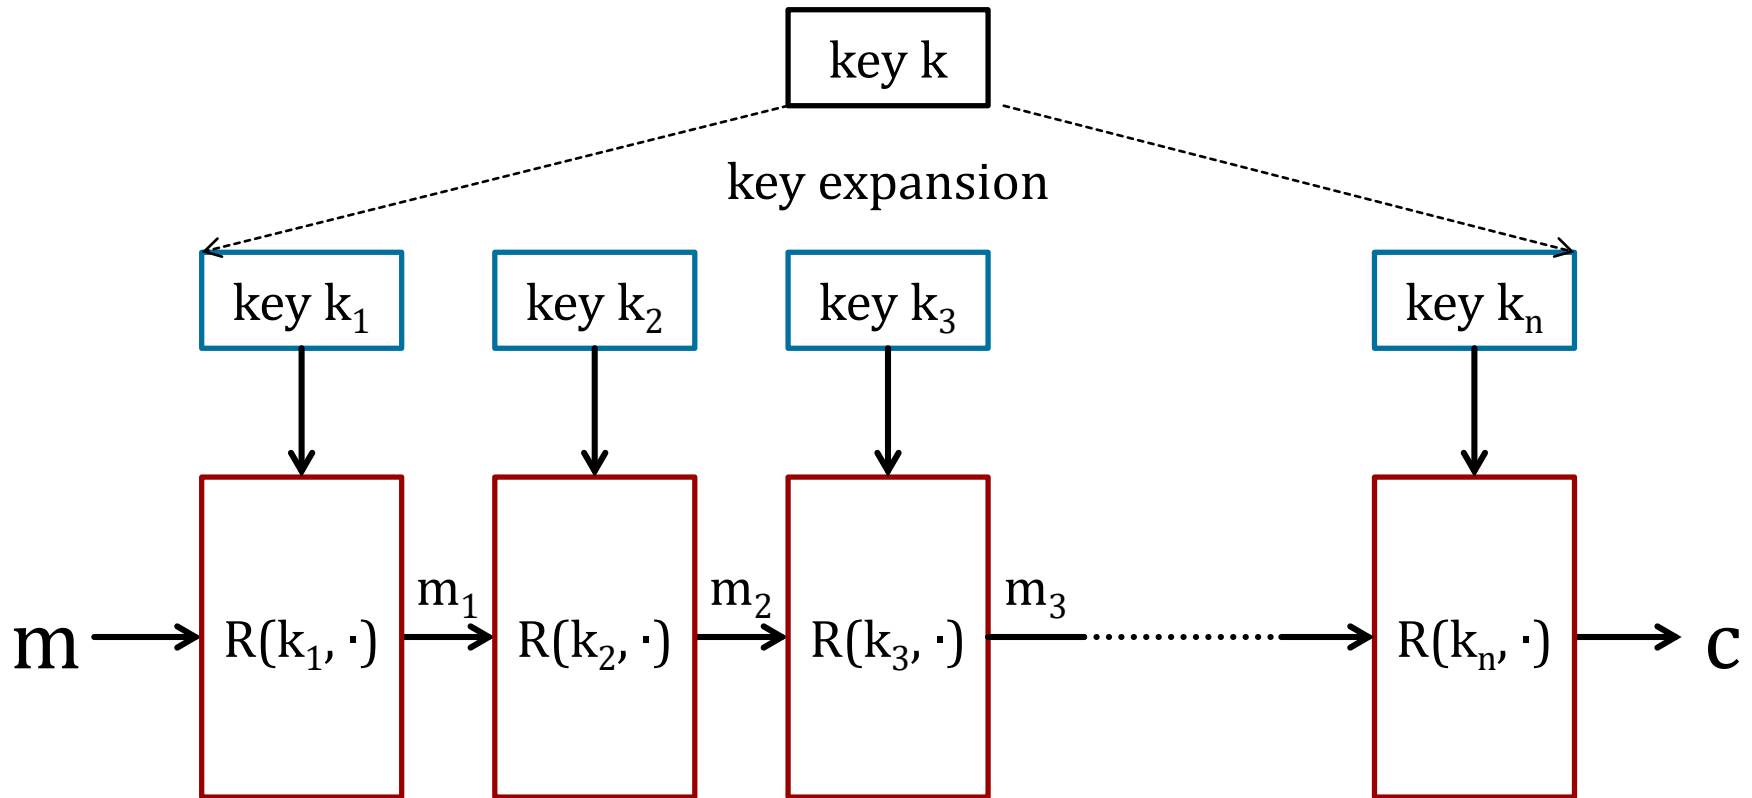 key k
key expansion
key k₁ key k₂ key k₃ key kₙ
m₁ m₂ m₃
m R(k₁, ·) R(k₂, ·) R(k₃, ·) R(kₙ, ·) c